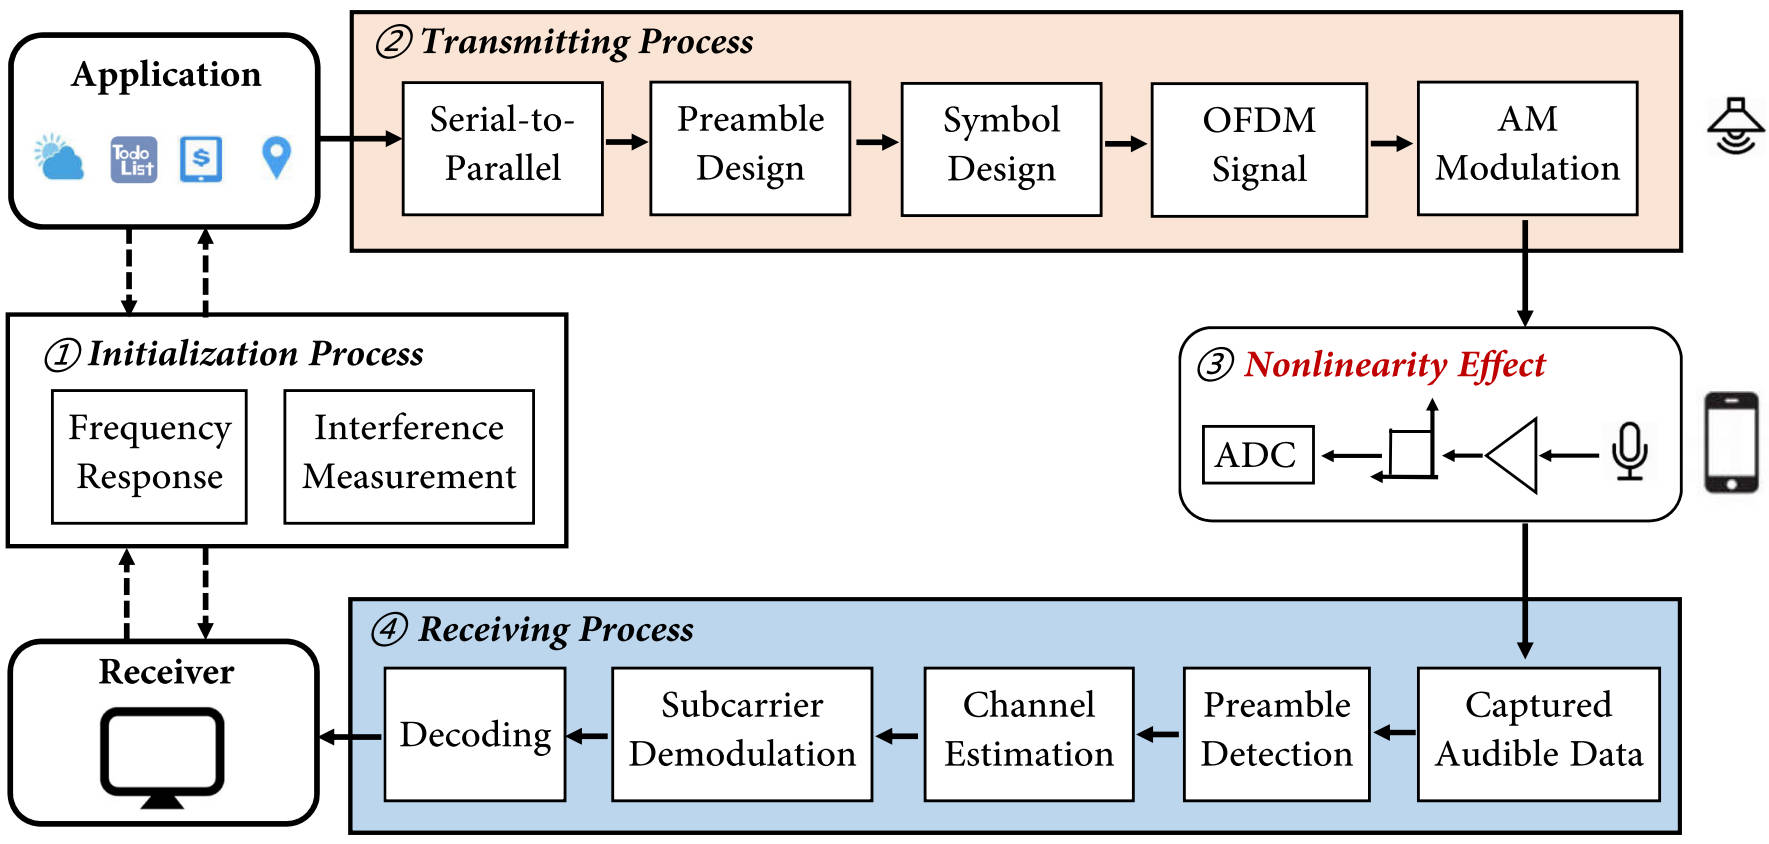 Application
Todo
List
$
② Transmitting Process
Serial-to-
Parallel
Preamble
Design
Symbol
Design
OFDM
Signal
AM
Modulation
① Initialization Process
Frequency
Response
Interference
Measurement
③ Nonlinearity Effect
ADC
Receiver
④ Receiving Process
Decoding
Subcarrier
Demodulation
Channel
Estimation
Preamble
Detection
Captured
Audible Data